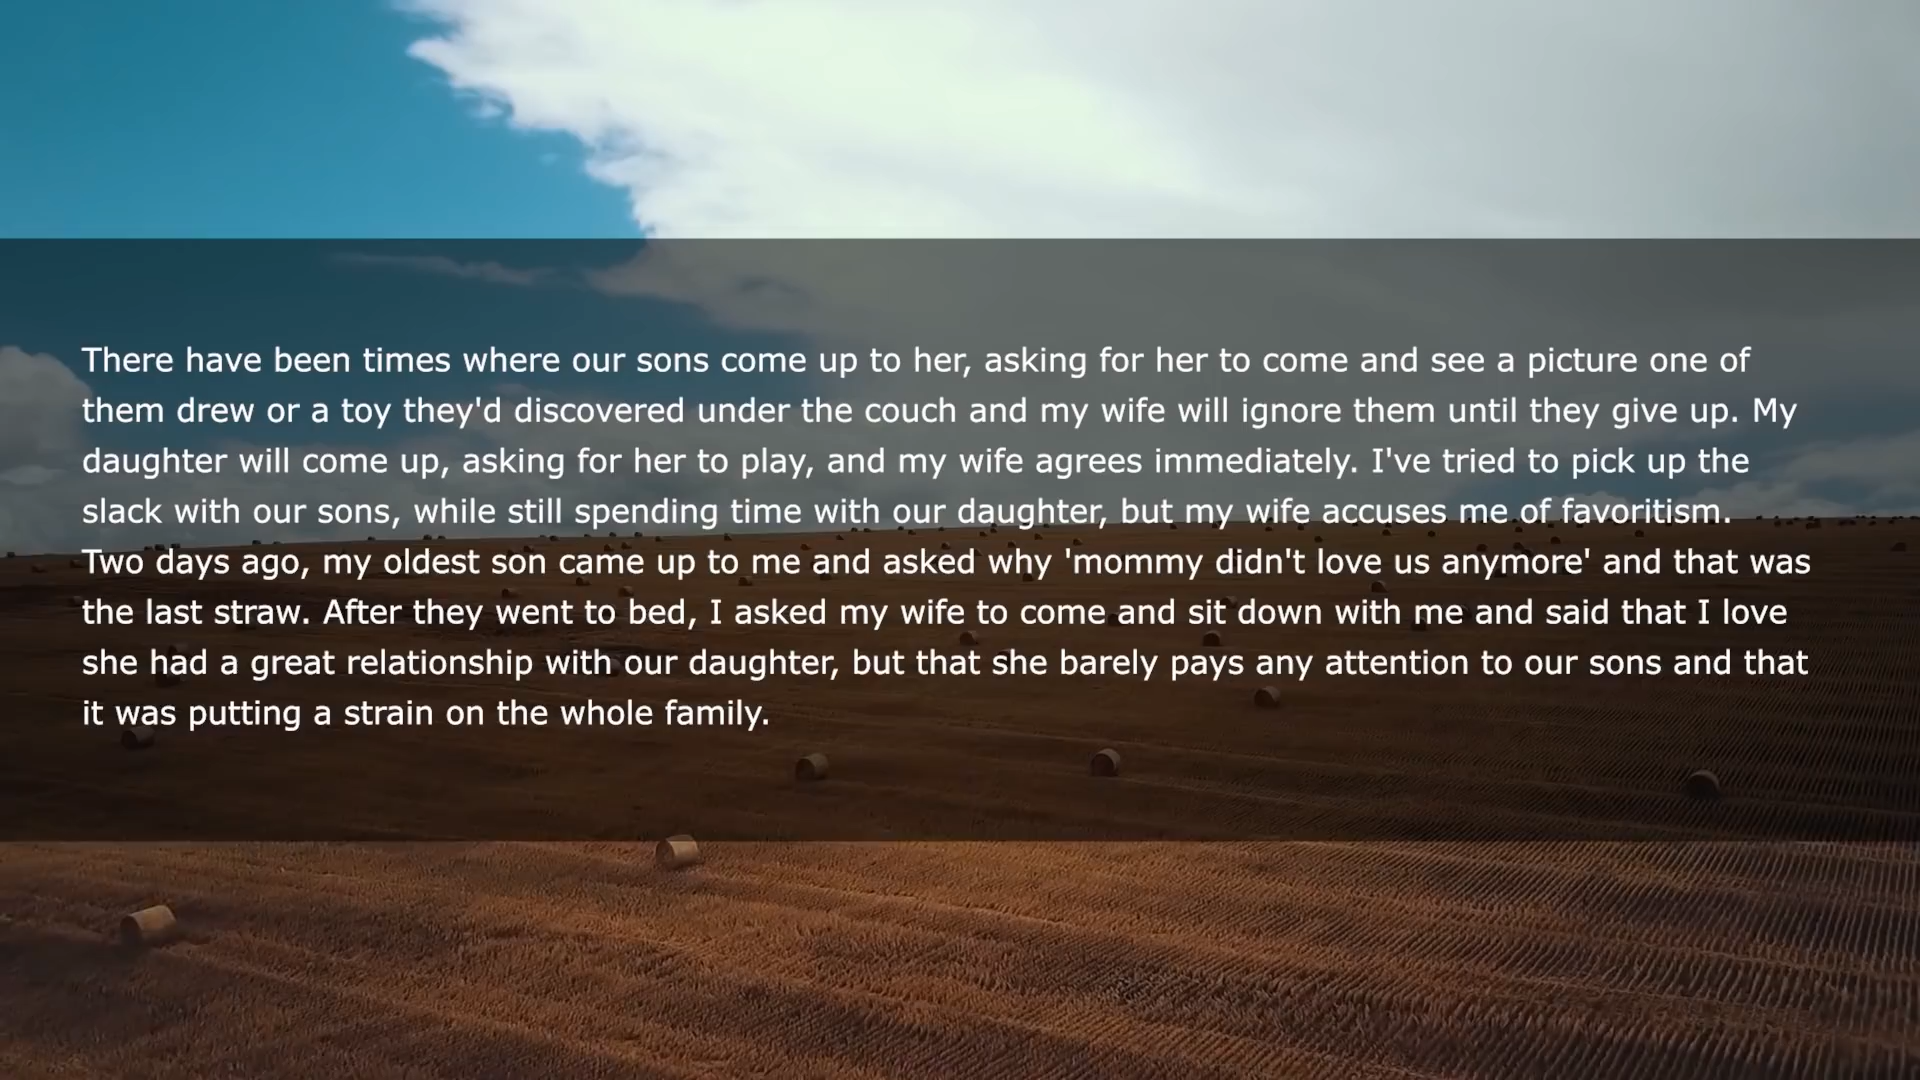 There have been times where our sons come up to her, asking for her to come and see a picture one of
them drew or a toy they'd discovered under the couch and my wife will ignore them until they give up. My
daughter will come up, asking for her to play, and my wife agrees immediately. I've tried to pick up the
slack with our sons, while still spending time with our daughter, but my wife accuses me of favoritism.
Two days ago, my oldest son came up to me and asked why 'mommy didn't love us anymore' and that was
the last straw. After they went to bed, I asked my wife to come and sit down with me and said that I love
she had a great relationship with our daughter, but that she barely pays any attention to our sons and that
it was putting a strain on the whole family.